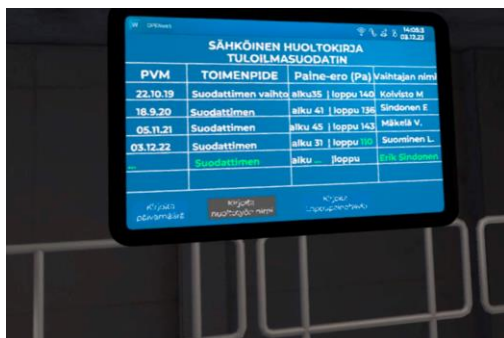 SÄHKÖINEN HUOLTOKIRJA
TULOILMASUODATIN
PVM TOIMENPIDE Paine-ero (Pa) Vaihtajan nimi
22.10.19 Suodattimen vaihto alku35 | loppu 140 Koivisto M
18.9.20 Suodattimen alku 41 | loppu 136 Sindonen E
05.11.21 Suodattimen alku 45 | loppu 143 Mäkelä V.
03.12.22 Suodattimen alku 31 | loppu 110 Suominen L.
... Suodattimen alku ... |loppu Erik Sindonen
Kirjoita
päivämäärä
Kirjoita
huoltotyön nimi
Kirjoita